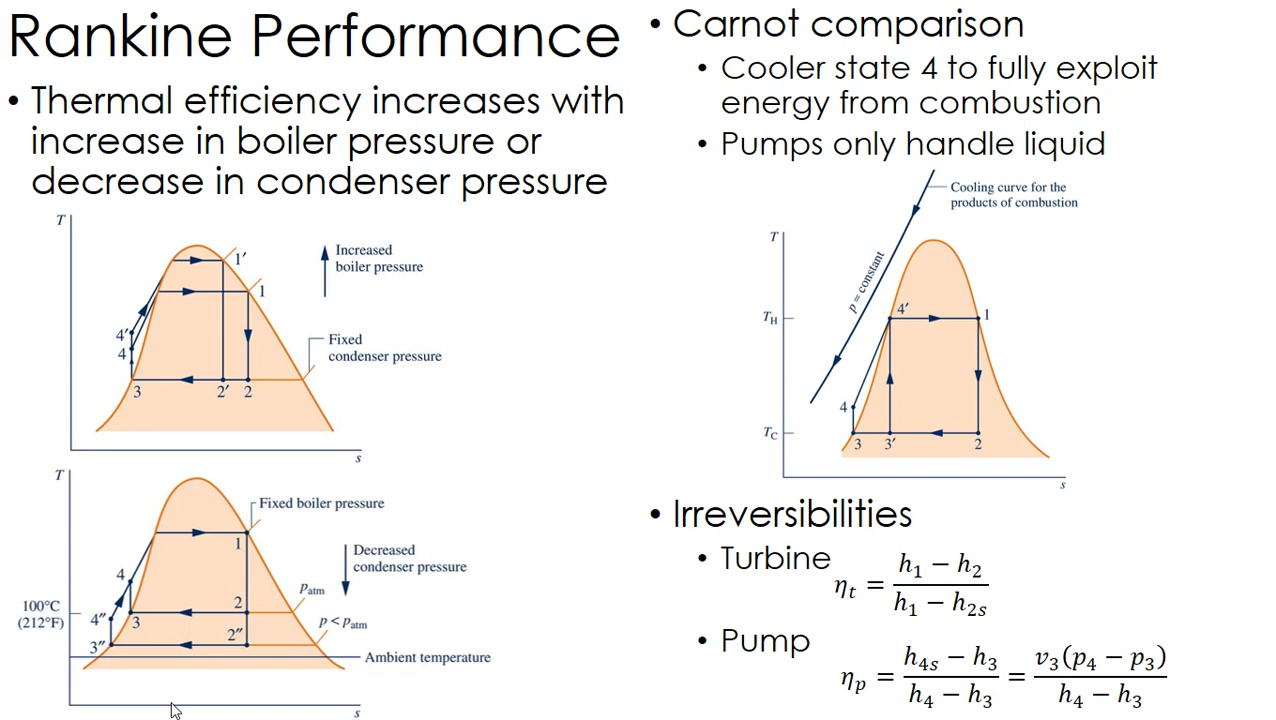 Rankine Performance
• Thermal efficiency increases with
increase in boiler pressure or
decrease in condenser pressure
T
1′
Increased
boiler pressure
1
4′
4
Fixed
condenser pressure
3
2′
2
s
T
Fixed boiler pressure
1
Decreased
condenser pressure
4
p_atm
100°C
(212°F)
2
4″
3
p < p_atm
2″
3″
Ambient temperature
s
• Carnot comparison
• Cooler state 4 to fully exploit
energy from combustion
• Pumps only handle liquid
Cooling curve for the
products of combustion
T
p = constant
T_H
4′
1
4
T_C
3
3′
2
s
• Irreversibilities
• Turbine
η_t = (h_1 − h_2) / (h_1 − h_2s)
• Pump
η_p = (h_4s − h_3) / (h_4 − h_3) = v_3(p_4 − p_3) / (h_4 − h_3)